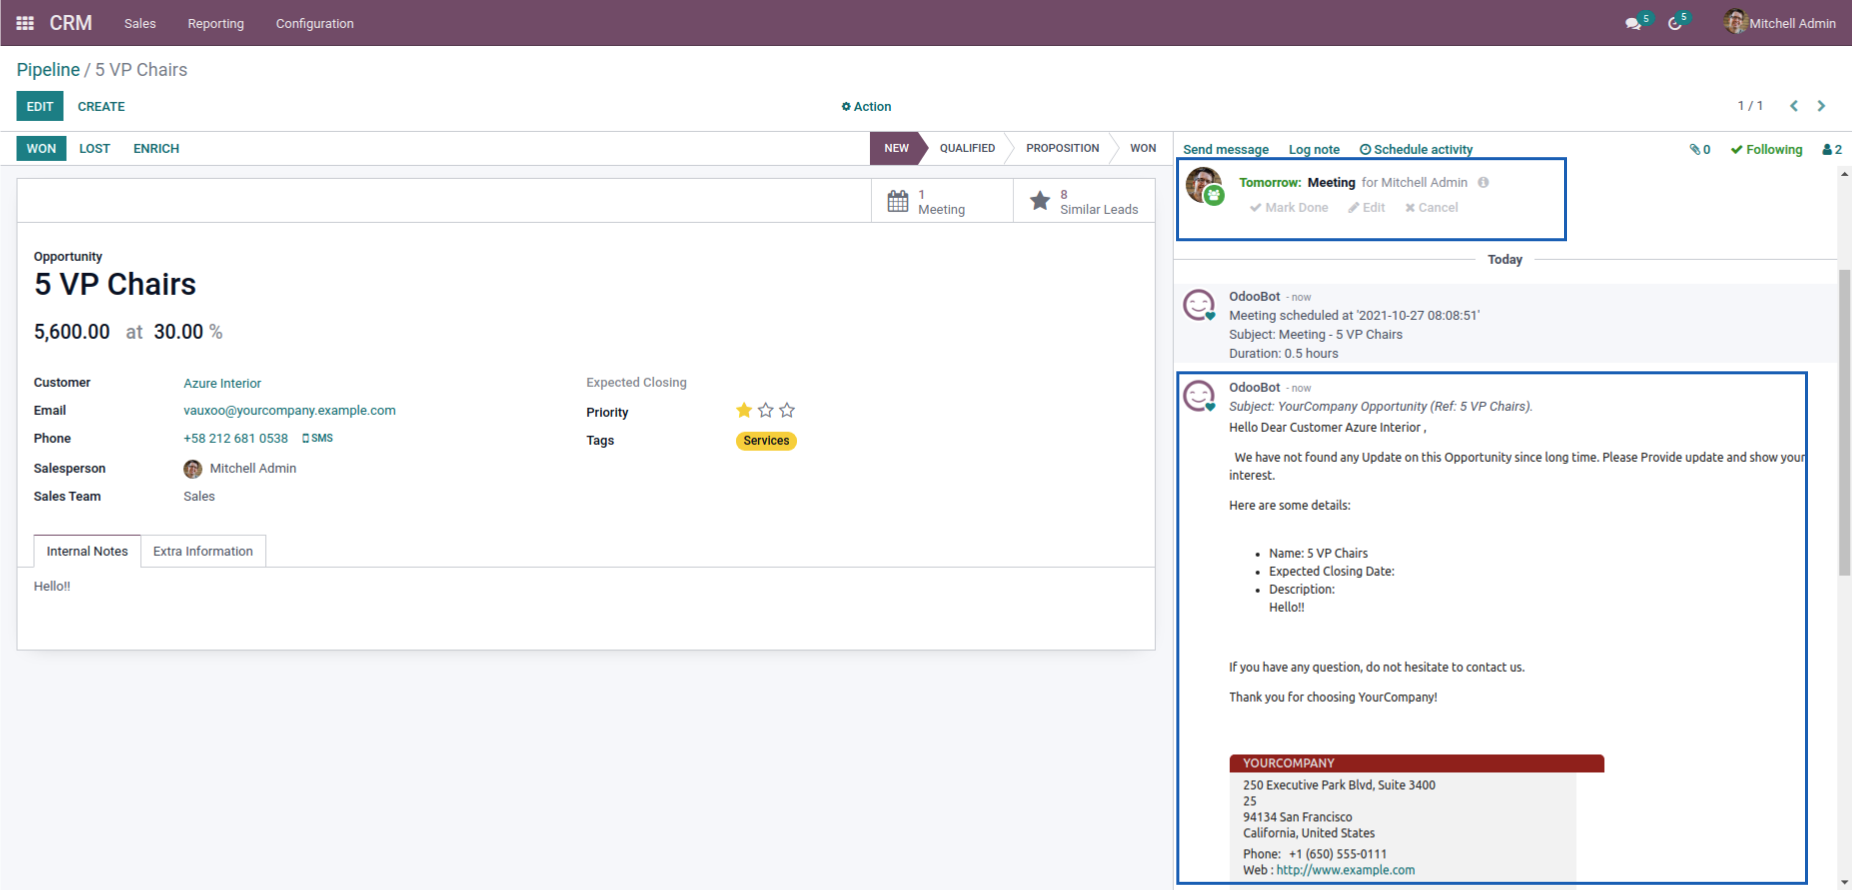 CRM Sales Reporting Configuration 5 5 Mitchell Admin
Pipeline / 5 VP Chairs
EDIT CREATE Action 1 / 1
WON LOST ENRICH NEW QUALIFIED PROPOSITION WON
1
Meeting
8
Similar Leads
Opportunity
5 VP Chairs
5,600.00 at 30.00 %
Customer Azure Interior
Email vauxoo@yourcompany.example.com
Phone +58 212 681 0538 SMS
Salesperson Mitchell Admin
Sales Team Sales
Expected Closing
Priority
Tags Services
Internal Notes Extra Information
Hello!!
Send message Log note Schedule activity 0 Following 2
Tomorrow: Meeting for Mitchell Admin
Mark Done Edit Cancel
Today
OdooBot - now
Meeting scheduled at '2021-10-27 08:08:51'
Subject: Meeting - 5 VP Chairs
Duration: 0.5 hours
OdooBot - now
Subject: YourCompany Opportunity (Ref: 5 VP Chairs).
Hello Dear Customer Azure Interior ,
We have not found any Update on this Opportunity since long time. Please Provide update and show your
interest.
Here are some details:
• Name: 5 VP Chairs
• Expected Closing Date:
• Description:
Hello!!
If you have any question, do not hesitate to contact us.
Thank you for choosing YourCompany!
YOURCOMPANY
250 Executive Park Blvd, Suite 3400
25
94134 San Francisco
California, United States
Phone: +1 (650) 555-0111
Web : http://www.example.com